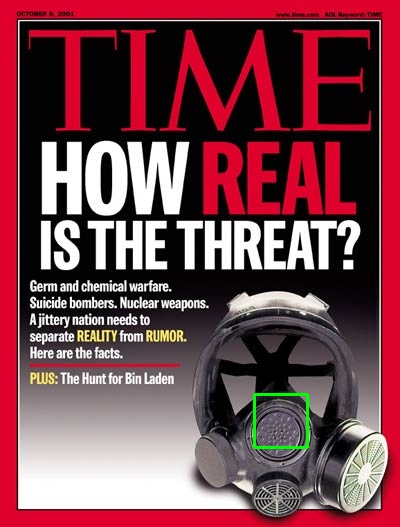 OCTOBER 8, 2001 www.time.com AOL Keyword: TIME
TIME
HOW REAL
IS THE THREAT?
Germ and chemical warfare.
Suicide bombers. Nuclear weapons.
A jittery nation needs to
separate REALITY from RUMOR.
Here are the facts.
PLUS: The Hunt for Bin Laden